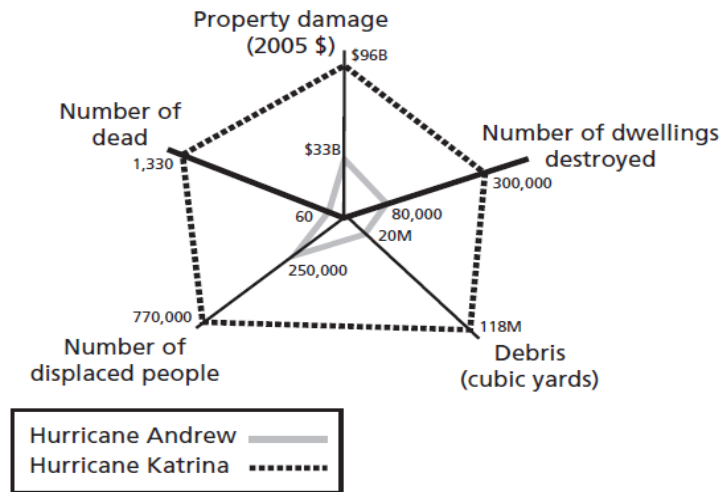 Property damage
(2005 $)
$96B
Number of
dead
1,330
$33B
Number of dwellings
destroyed
300,000
60
80,000
20M
250,000
770,000
118M
Number of
displaced people
Debris
(cubic yards)
Hurricane Andrew
Hurricane Katrina